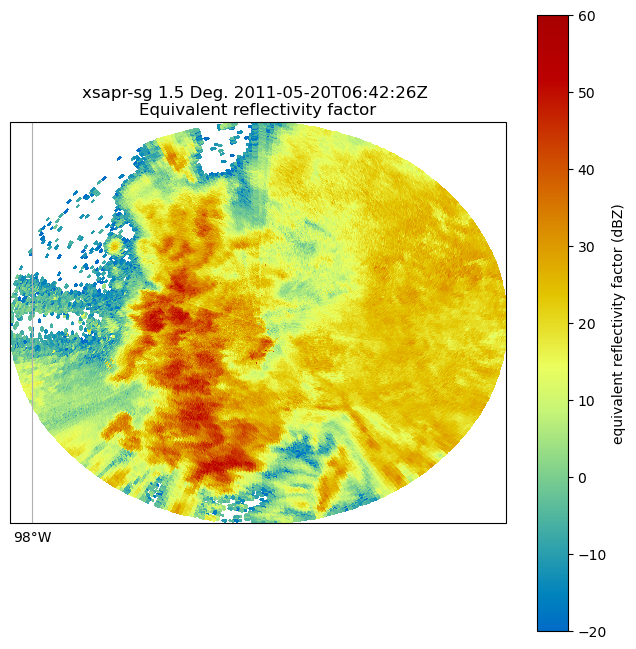 xsapr-sg 1.5 Deg. 2011-05-20T06:42:26Z
Equivalent reflectivity factor
98°W
60
50
40
30
20
10
0
−10
−20
equivalent reflectivity factor (dBZ)